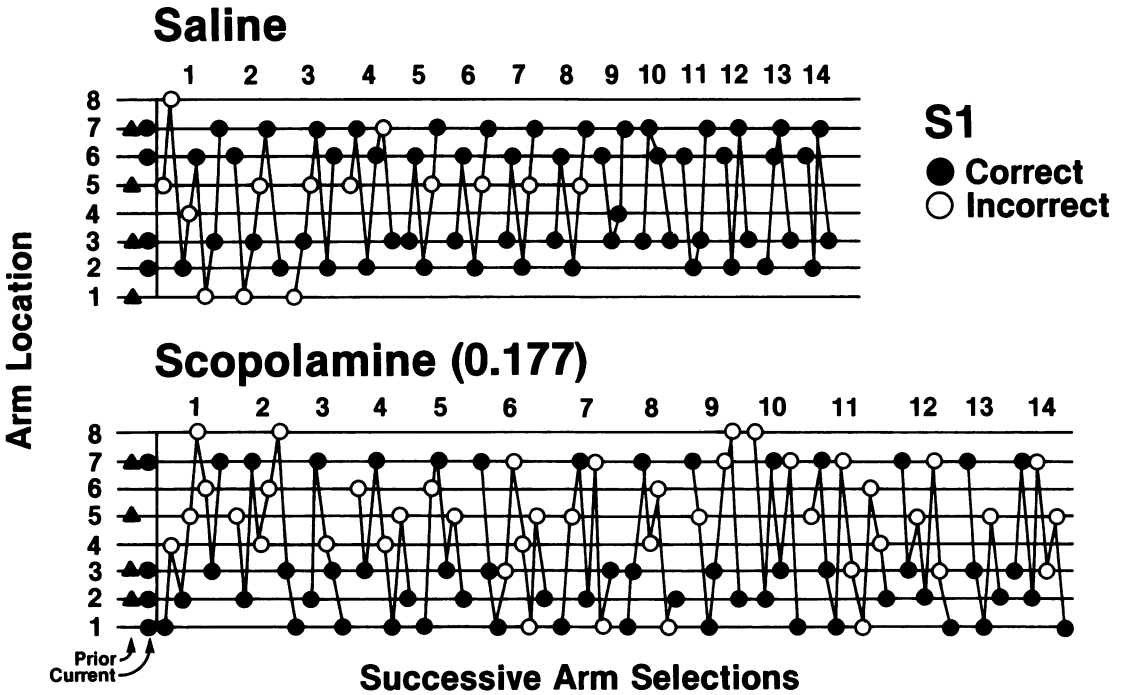 Saline
1 2 3 4 5 6 7 8 9 10 11 12 13 14
8
7
6
5
4
3
2
1
S1
Correct
Incorrect
Arm Location
Scopolamine (0.177)
1 2 3 4 5 6 7 8 9 10 11 12 13 14
8
7
6
5
4
3
2
1
Prior
Current
Successive Arm Selections